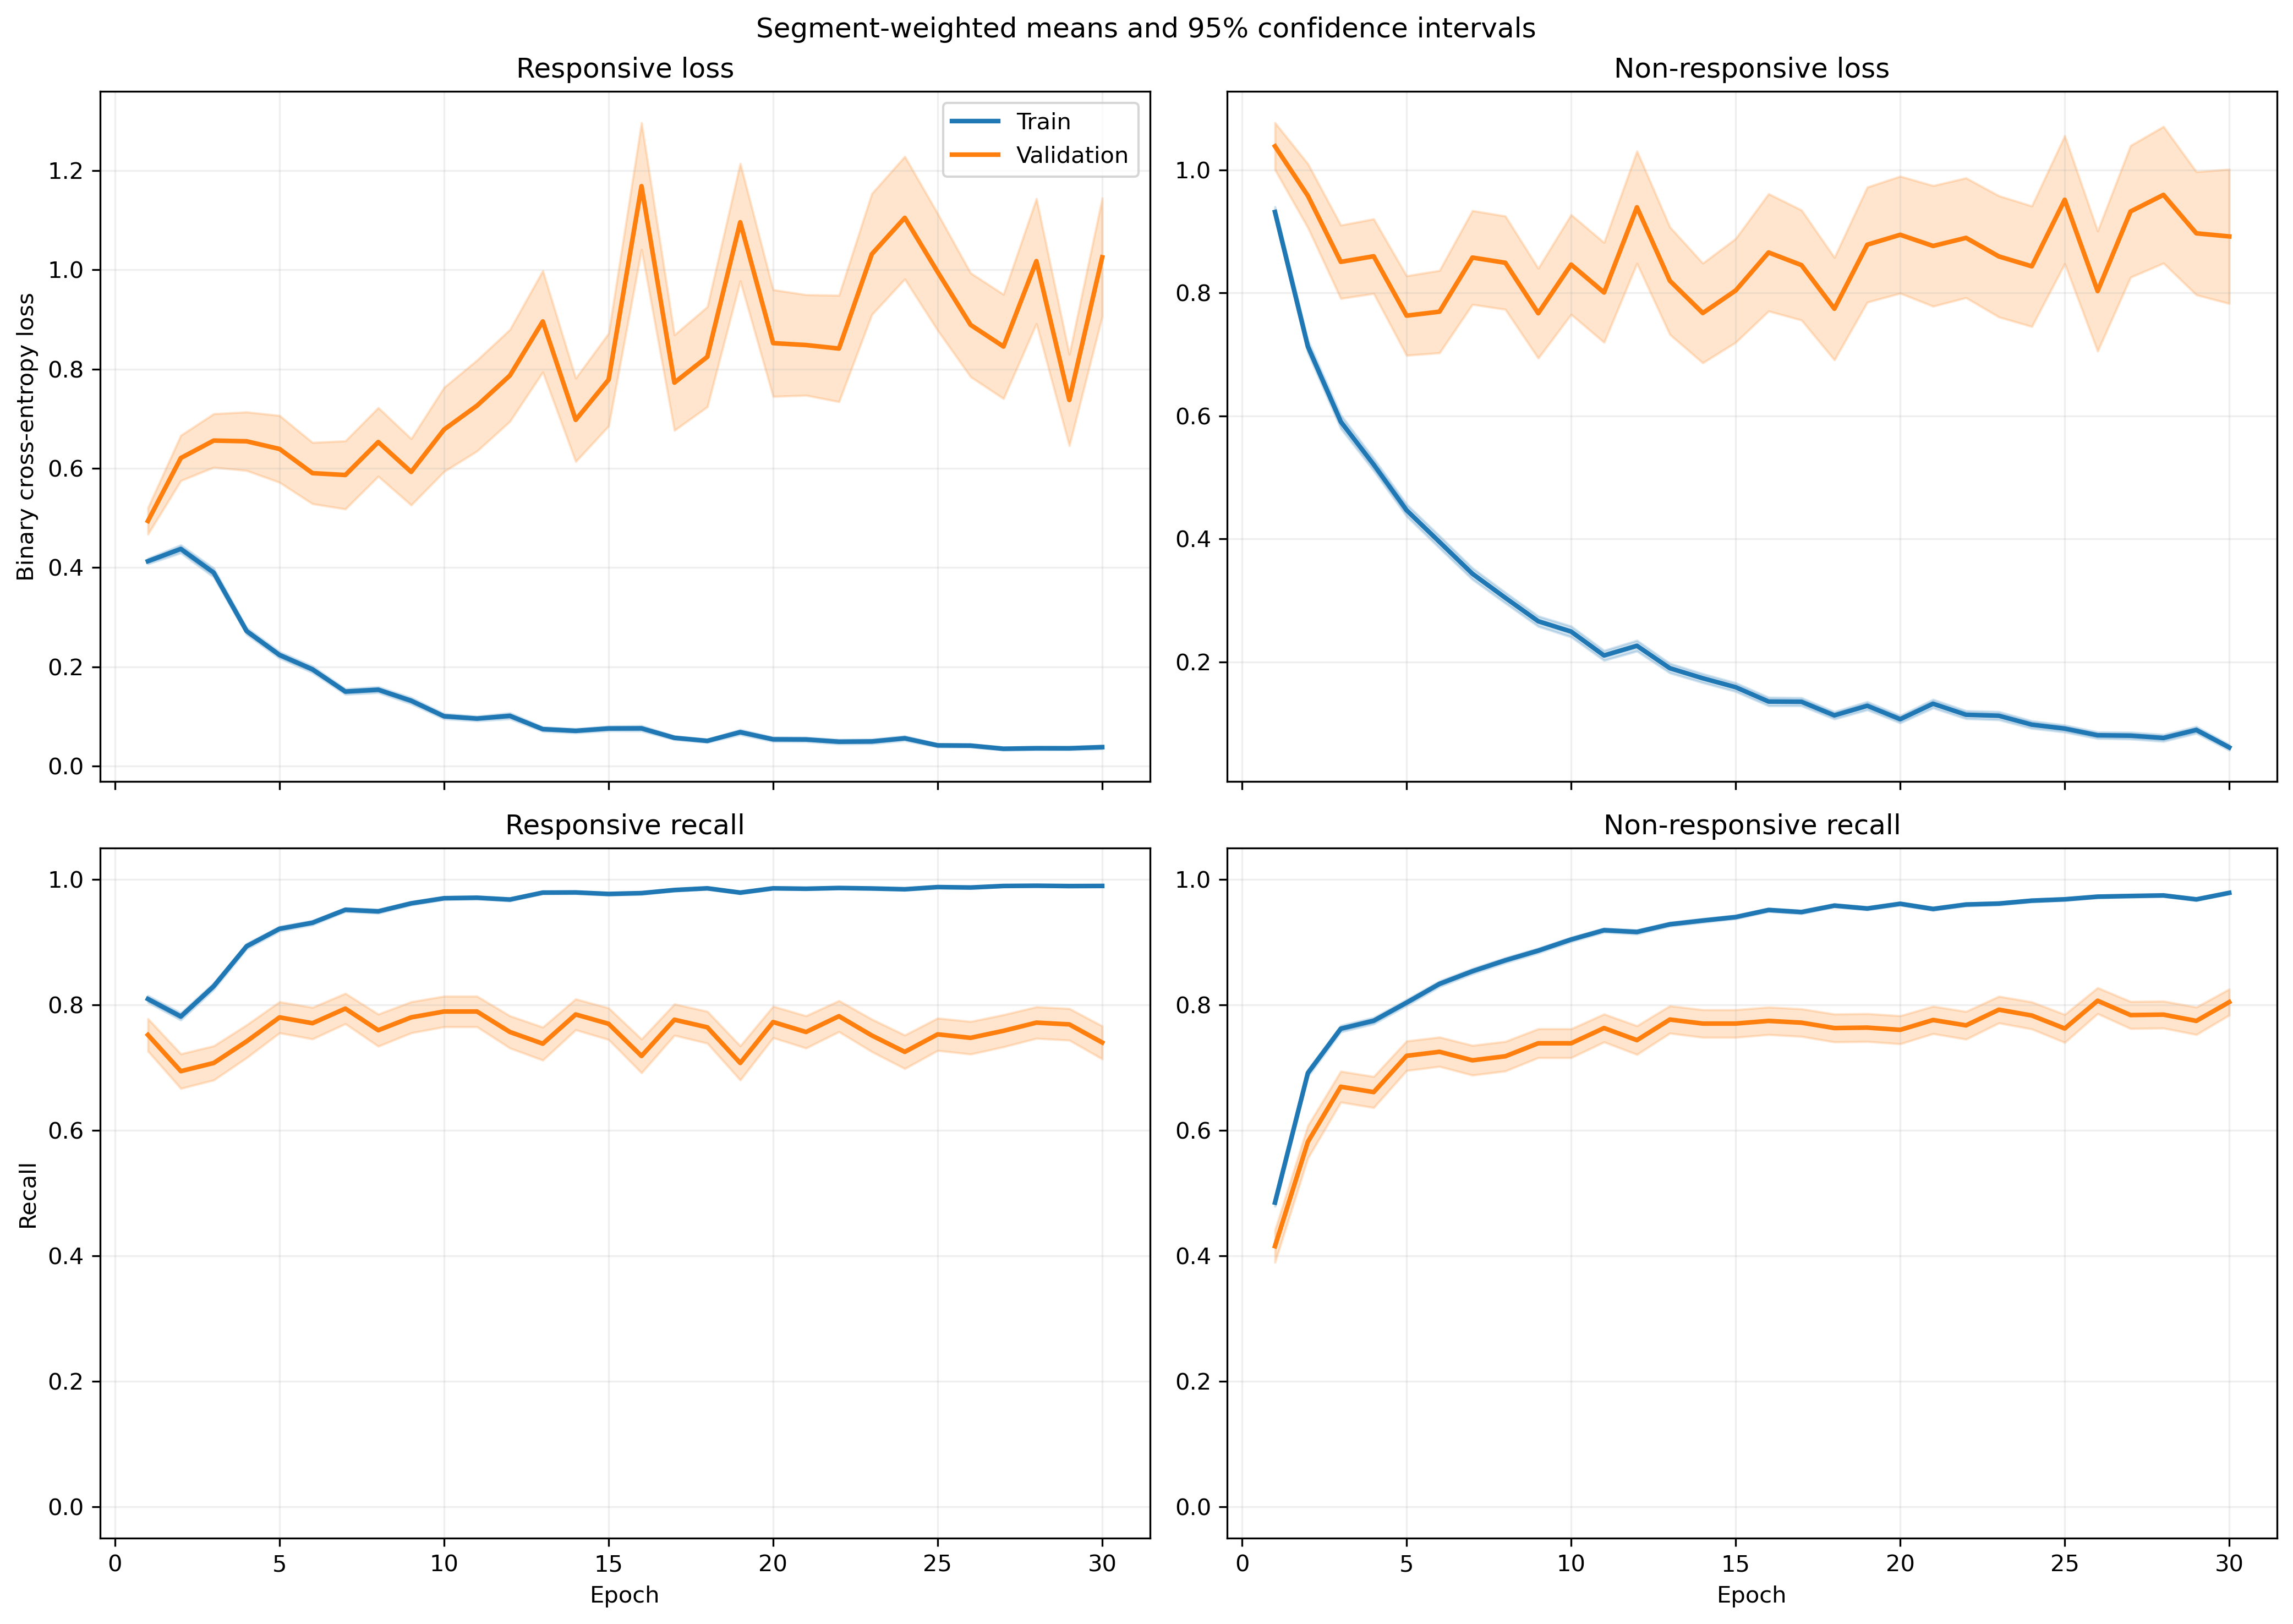 Segment-weighted means and 95% confidence intervals
Responsive loss
Non-responsive loss
Train
Validation
Binary cross-entropy loss
1.2
1.0
0.8
0.6
0.4
0.2
0.0
1.0
0.8
0.6
0.4
0.2
Responsive recall
Non-responsive recall
Recall
1.0
0.8
0.6
0.4
0.2
0.0
1.0
0.8
0.6
0.4
0.2
0.0
0 5 10 15 20 25 30
0 5 10 15 20 25 30
Epoch
Epoch